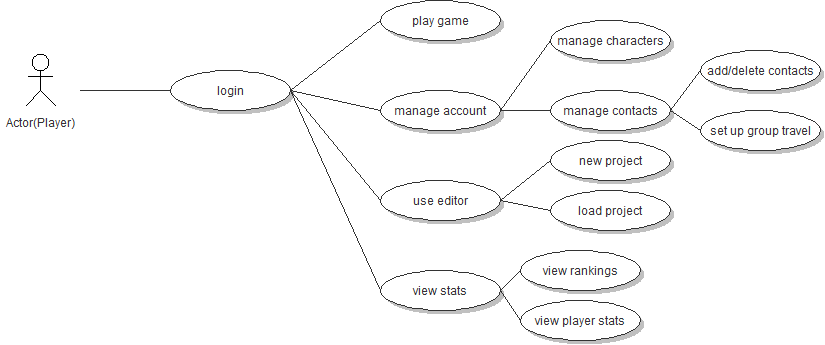 play game
manage characters
add/delete contacts
login
manage account
manage contacts
Actor(Player)
set up group travel
new project
use editor
load project
view rankings
view stats
view player stats